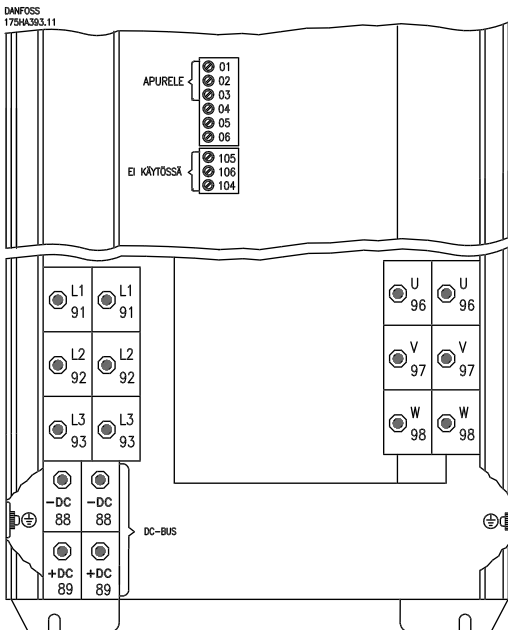 DANFOSS
175HA393.11
01
APURELE 02
03
04
05
06
105
EI KÄYTÖSSÄ 106
104
L1 L1 U U
91 91 96 96
L2 L2 V V
92 92 97 97
L3 L3 W W
93 93 98 98
-DC -DC
88 88
DC-BUS
+DC +DC
89 89